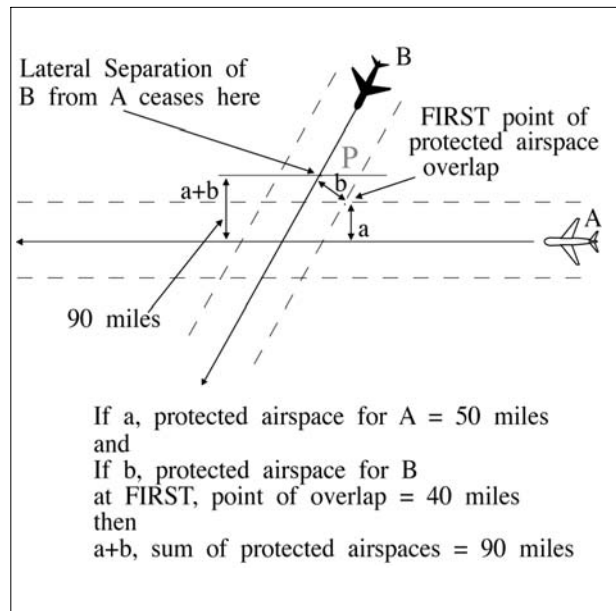 B
Lateral Separation of
B from A ceases here
FIRST point of
protected airspace
overlap
P
b
a+b
a
A
90 miles
If a, protected airspace for A = 50 miles
and
If b, protected airspace for B
at FIRST, point of overlap = 40 miles
then
a+b, sum of protected airspaces = 90 miles